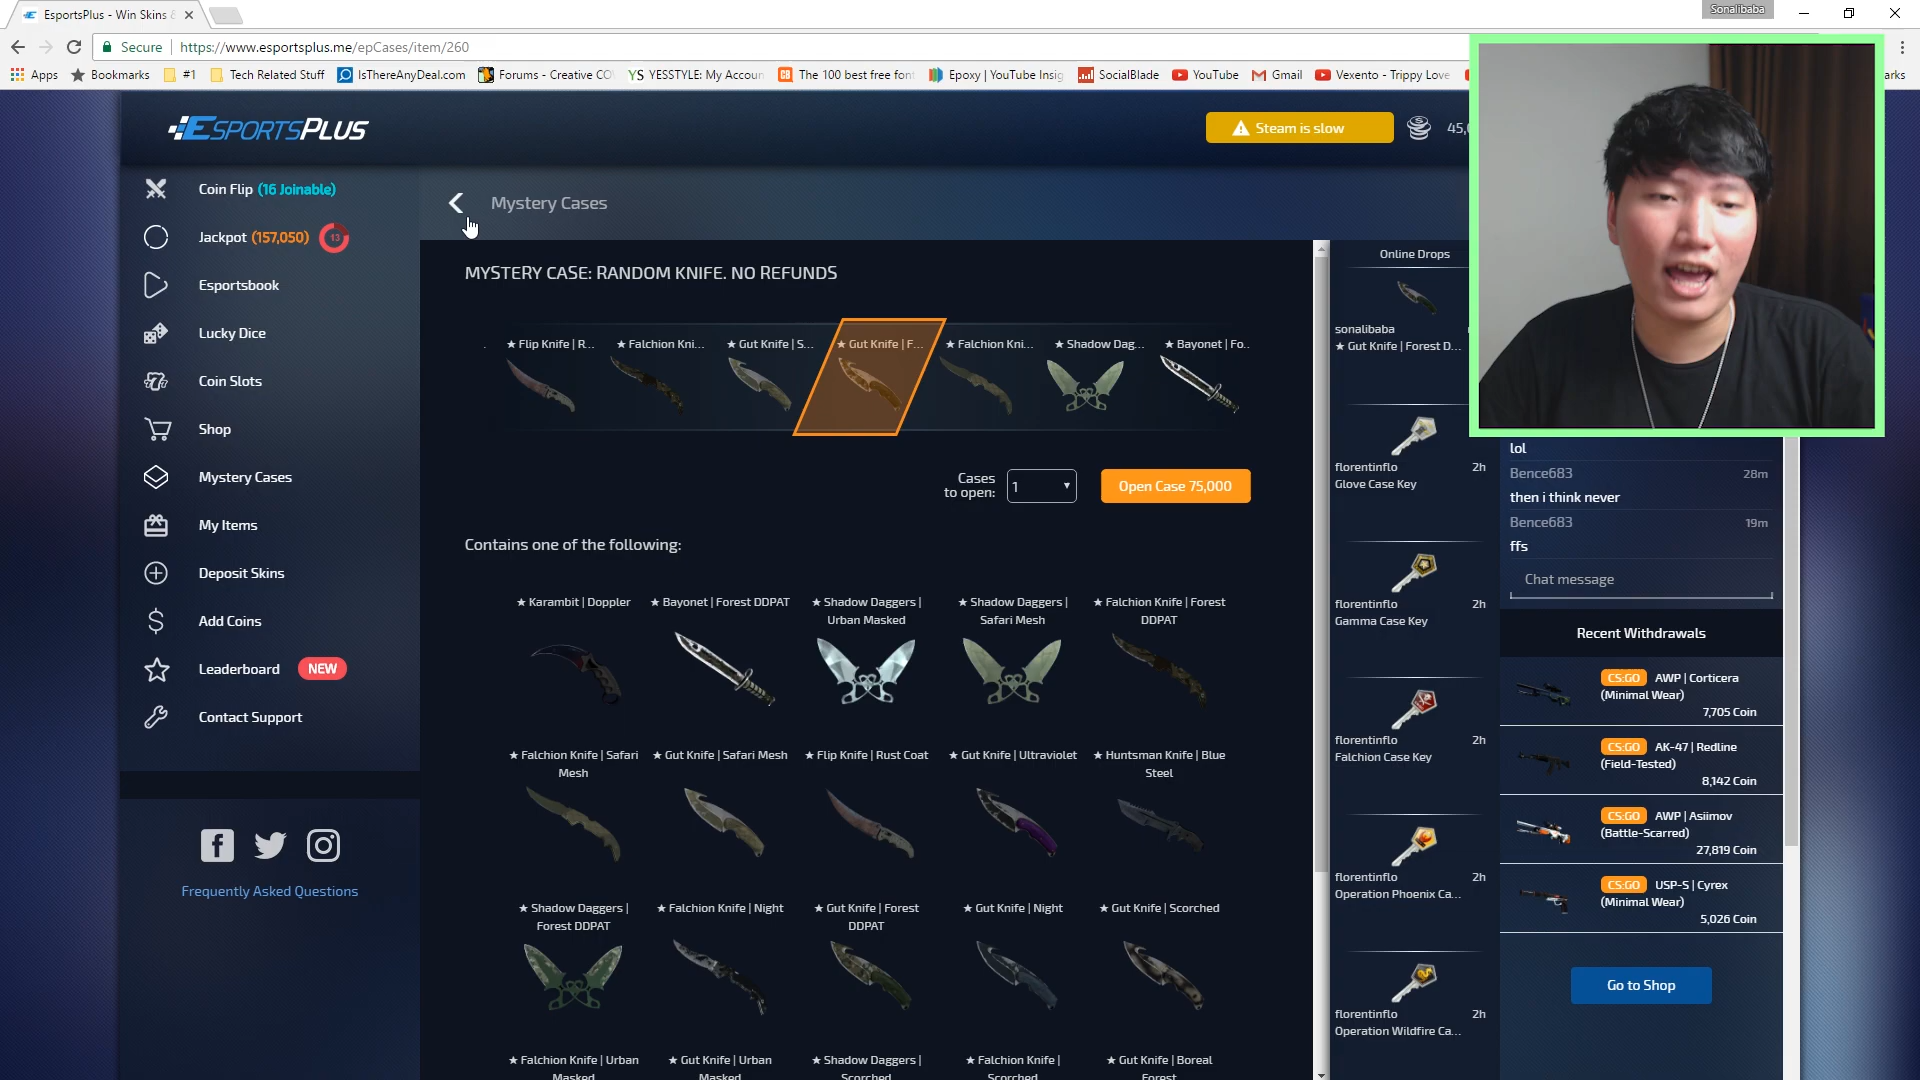 EsportsPlus - Win Skins &
Sonalibaba
Secure
https://www.esportsplus.me/epCases/item/260
Apps
Bookmarks
#1
Tech Related Stuff
IsThereAnyDeal.com
Forums - Creative CO
YS YESSTYLE: My Accoun
CB The 100 best free font
Epoxy | YouTube Insig
SocialBlade
YouTube
Gmail
Vexento - Trippy Love
arks
ESPORTSPLUS
Steam is slow
45,
Coin Flip (16 Joinable)
Jackpot (157,050) 13
Esportsbook
Lucky Dice
Coin Slots
Shop
Mystery Cases
My Items
Deposit Skins
Add Coins
Leaderboard NEW
Contact Support
Frequently Asked Questions
Mystery Cases
MYSTERY CASE: RANDOM KNIFE. NO REFUNDS
★ Flip Knife | R...
★ Falchion Kni...
★ Gut Knife | S...
★ Gut Knife | F...
★ Falchion Kni...
★ Shadow Dag...
★ Bayonet | Fo...
Cases
to open:
1
Open Case 75,000
Contains one of the following:
★ Karambit | Doppler
★ Bayonet | Forest DDPAT
★ Shadow Daggers |
Urban Masked
★ Shadow Daggers |
Safari Mesh
★ Falchion Knife | Forest
DDPAT
★ Falchion Knife | Safari
Mesh
★ Gut Knife | Safari Mesh
★ Flip Knife | Rust Coat
★ Gut Knife | Ultraviolet
★ Huntsman Knife | Blue
Steel
★ Shadow Daggers |
Forest DDPAT
★ Falchion Knife | Night
★ Gut Knife | Forest
DDPAT
★ Gut Knife | Night
★ Gut Knife | Scorched
★ Falchion Knife | Urban
Masked
★ Gut Knife | Urban
Masked
★ Shadow Daggers |
Scorched
★ Falchion Knife |
Scorched
★ Gut Knife | Boreal
Forest
Online Drops
sonalibaba
★ Gut Knife | Forest D...
florentinflo 2h
Glove Case Key
florentinflo 2h
Gamma Case Key
florentinflo 2h
Falchion Case Key
florentinflo 2h
Operation Phoenix Ca...
florentinflo 2h
Operation Wildfire Ca...
lol
Bence683 28m
then i think never
Bence683 19m
ffs
Chat message
Recent Withdrawals
CS:GO AWP | Corticera
(Minimal Wear)
7,705 Coin
CS:GO AK-47 | Redline
(Field-Tested)
8,142 Coin
CS:GO AWP | Asiimov
(Battle-Scarred)
27,819 Coin
CS:GO USP-S | Cyrex
(Minimal Wear)
5,026 Coin
Go to Shop